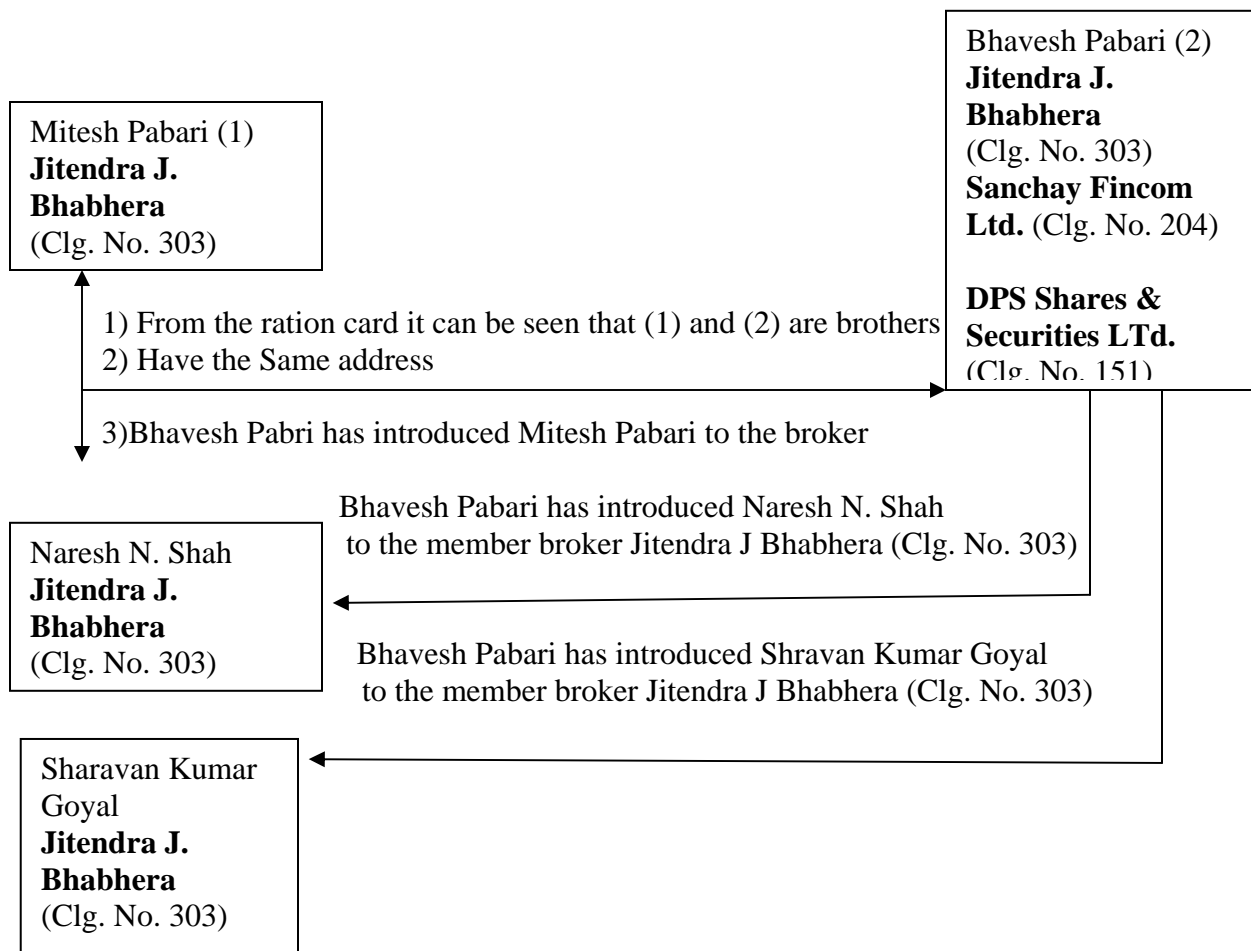 Bhavesh Pabari (2)
Jitendra J.
Bhabhera
(Clg. No. 303)
Sanchay Fincom
Ltd. (Clg. No. 204)
DPS Shares &
Securities LTd.
(Clg. No. 151)
Mitesh Pabari (1)
Jitendra J.
Bhabhera
(Clg. No. 303)
1) From the ration card it can be seen that (1) and (2) are brothers
2) Have the Same address
3)Bhavesh Pabri has introduced Mitesh Pabari to the broker
Bhavesh Pabari has introduced Naresh N. Shah
to the member broker Jitendra J Bhabhera (Clg. No. 303)
Naresh N. Shah
Jitendra J.
Bhabhera
(Clg. No. 303)
Bhavesh Pabari has introduced Shravan Kumar Goyal
to the member broker Jitendra J Bhabhera (Clg. No. 303)
Sharavan Kumar
Goyal
Jitendra J.
Bhabhera
(Clg. No. 303)